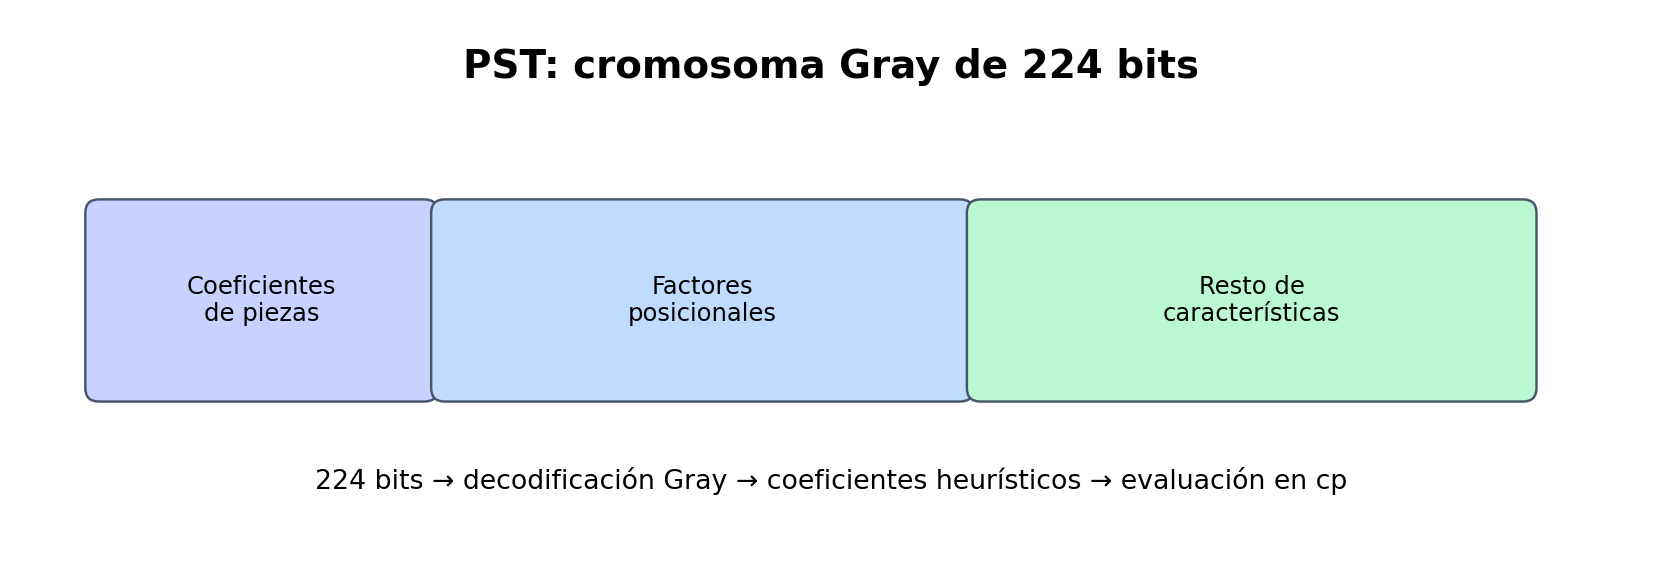 PST: cromosoma Gray de 224 bits
Coeficientes
de piezas
Factores
posicionales
Resto de
características
224 bits → decodificación Gray → coeficientes heurísticos → evaluación en cp